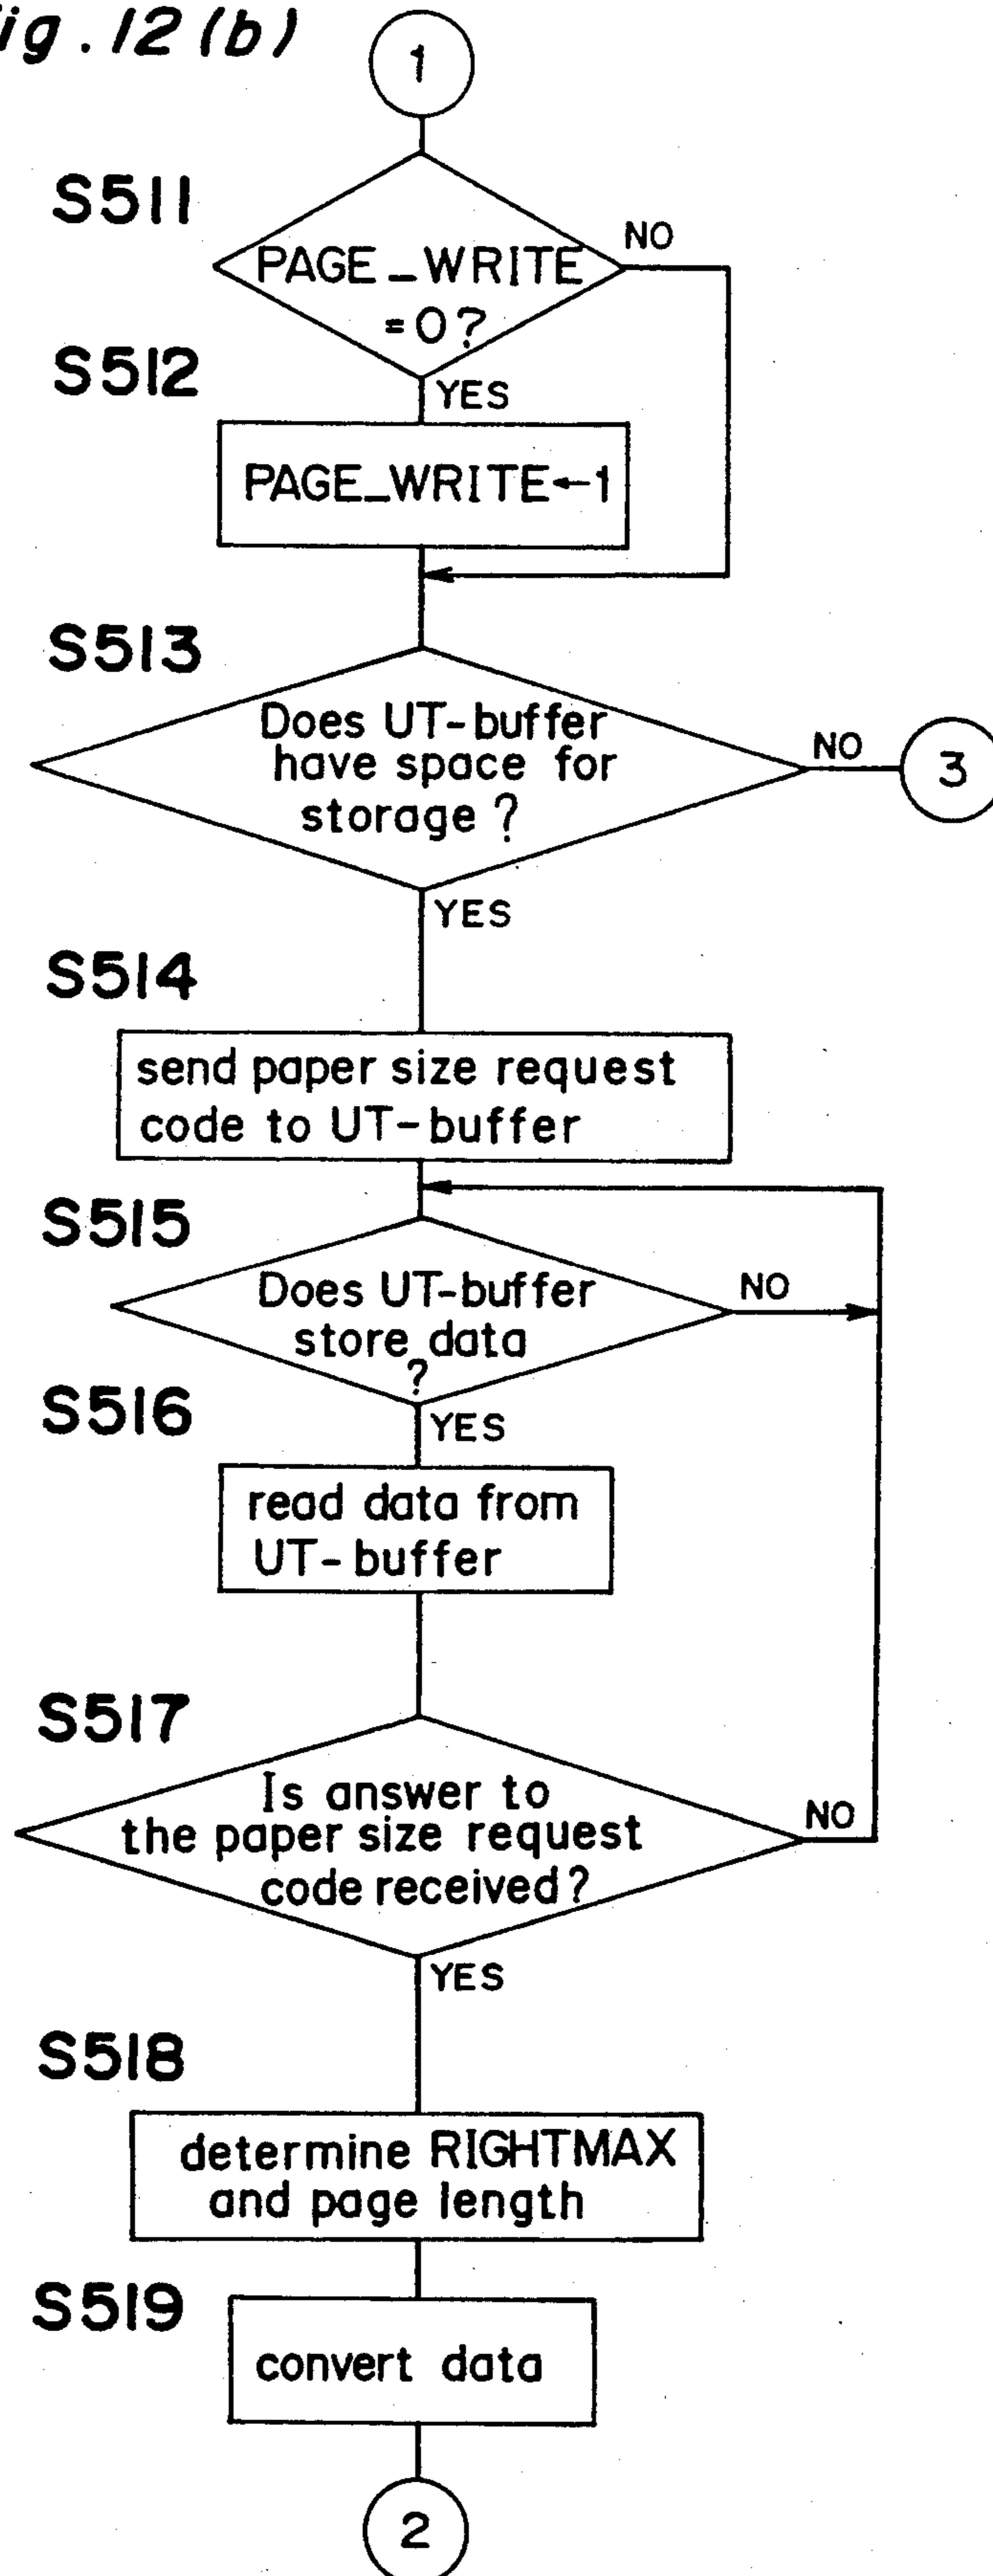 ig. 12 (b)
1
S511
PAGE_WRITE
=0?
NO
S512
YES
PAGE_WRITE←1
S513
Does UT-buffer
have space for
storage ?
NO
3
YES
S514
send paper size request
code to UT-buffer
S515
Does UT-buffer
store data
?
NO
S516
YES
read data from
UT-buffer
S517
Is answer to
the paper size request
code received?
NO
YES
S518
determine RIGHTMAX
and page length
S519
convert data
2